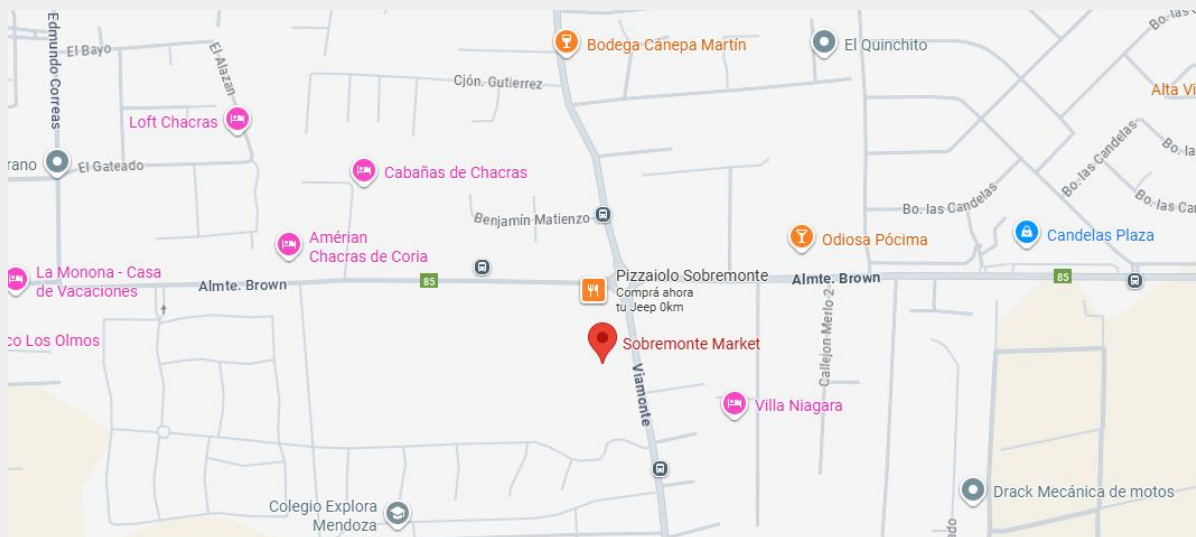 Edmundo Correas
El Bayo
El Alazan
Bodega Cánepa Martín
El Quinchito
Bo. las
Cjón. Gutierrez
Alta Vi
Loft Chacras
rano
El Gateado
Cabañas de Chacras
Bo. las Candelas
Bo. la
Benjamín Matienzo
Bo. las Candelas
Bo. las Can
Amérian
Chacras de Coria
Odiosa Pócima
Candelas Plaza
La Monona - Casa
de Vacaciones
Almte. Brown
85
Pizzaiolo Sobremonte
Comprá ahora
tu Jeep 0km
Almte. Brown
85
co Los Olmos
Sobremonte Market
Callejon Merlo 2
Viamonte
Villa Niagara
Colegio Explora
Mendoza
Drack Mecánica de motos
do